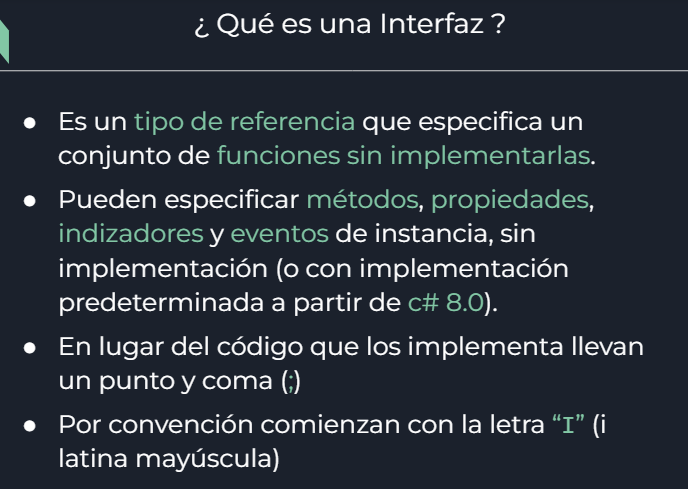 ¿ Qué es una Interfaz ?
● Es un tipo de referencia que especifica un
conjunto de funciones sin implementarlas.
● Pueden especificar métodos, propiedades,
indizadores y eventos de instancia, sin
implementación (o con implementación
predeterminada a partir de c# 8.0).
● En lugar del código que los implementa llevan
un punto y coma (;)
● Por convención comienzan con la letra “I” (i
latina mayúscula)